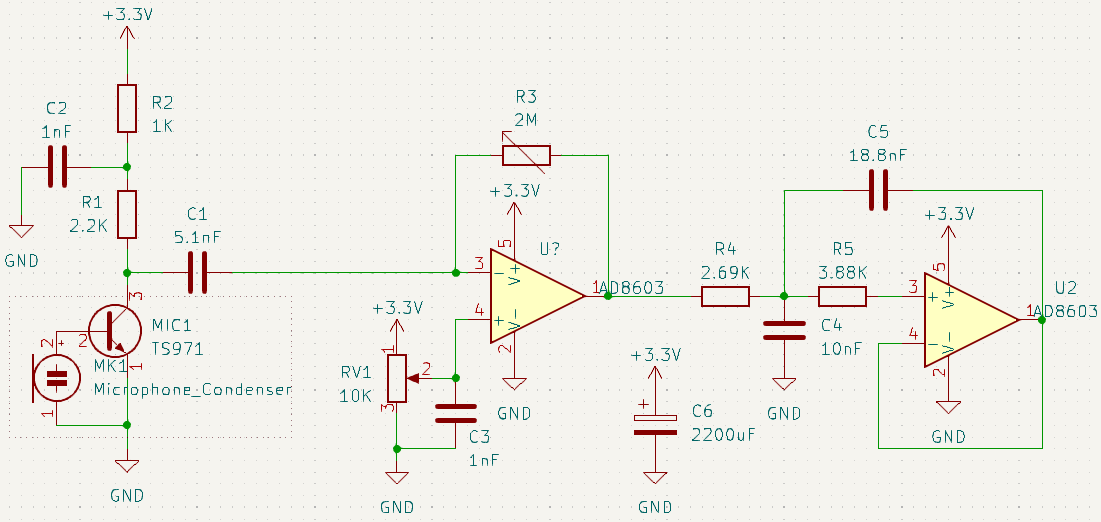 +3.3V
R2
1K
C2
1nF
R1
2.2K
GND
C1
5.1nF
3
2
1
MIC1
TS971
MK1
Microphone_Condenser
2
+
1
GND
R3
2M
+3.3V
5
U?
3
-
V+
4
+
V-
2
1
AD8603
GND
+3.3V
1
RV1
10K
2
3
C3
1nF
GND
+3.3V
+
C6
2200uF
GND
R4
2.69K
R5
3.88K
C5
18.8nF
C4
10nF
GND
+3.3V
5
U2
3
+
V+
4
-
V-
2
1
AD8603
GND